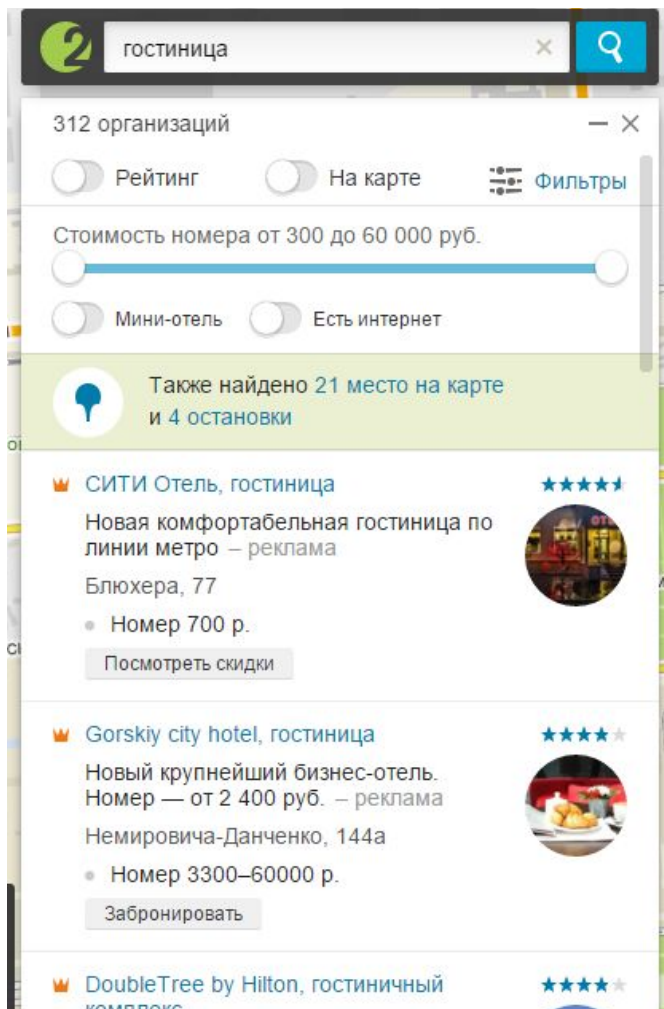 2
гостиница
312 организаций
Рейтинг На карте Фильтры
Стоимость номера от 300 до 60 000 руб.
Мини-отель Есть интернет
Также найдено 21 место на карте
и 4 остановки
СИТИ Отель, гостиница
Новая комфортабельная гостиница по
линии метро – реклама
Блюхера, 77
Номер 700 р.
Посмотреть скидки
Gorskiy city hotel, гостиница
Новый крупнейший бизнес-отель.
Номер — от 2 400 руб. – реклама
Немировича-Данченко, 144а
Номер 3300–60000 р.
Забронировать
DoubleTree by Hilton, гостиничный
комплекс